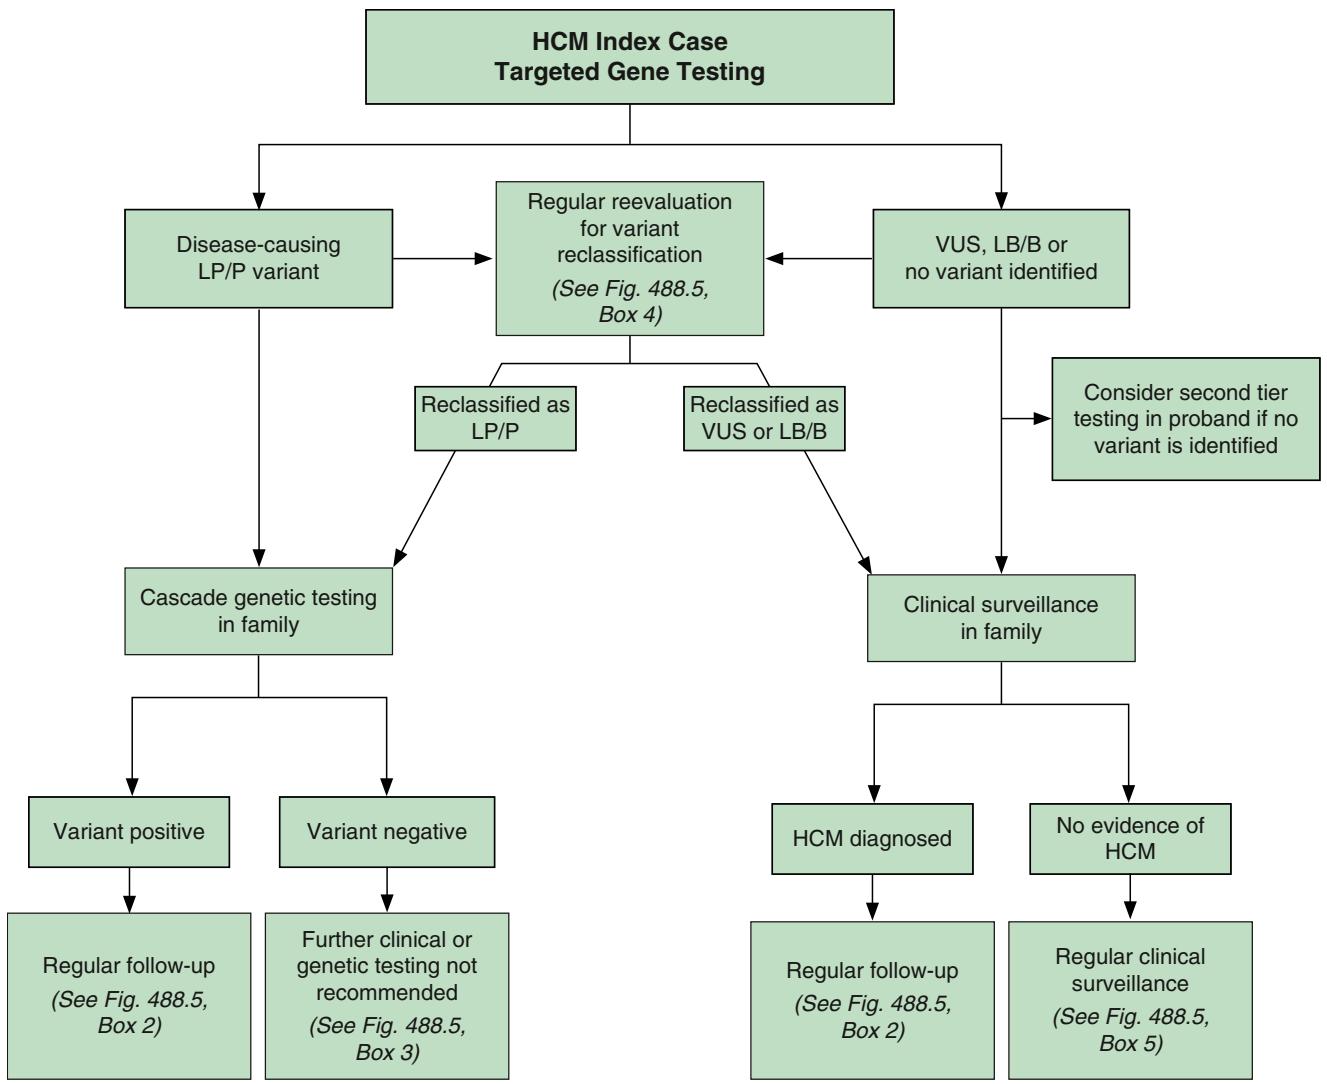 HCM Index Case
Targeted Gene Testing
Disease-causing
LP/P variant
Regular reevaluation
for variant
reclassification
(See Fig. 488.5,
Box 4)
VUS, LB/B or
no variant identified
Reclassified as
LP/P
Reclassified as
VUS or LB/B
Consider second tier
testing in proband if no
variant is identified
Cascade genetic testing
in family
Clinical surveillance
in family
Variant positive
Variant negative
HCM diagnosed
No evidence of
HCM
Regular follow-up
(See Fig. 488.5,
Box 2)
Further clinical or
genetic testing not
recommended
(See Fig. 488.5,
Box 3)
Regular follow-up
(See Fig. 488.5,
Box 2)
Regular clinical
surveillance
(See Fig. 488.5,
Box 5)